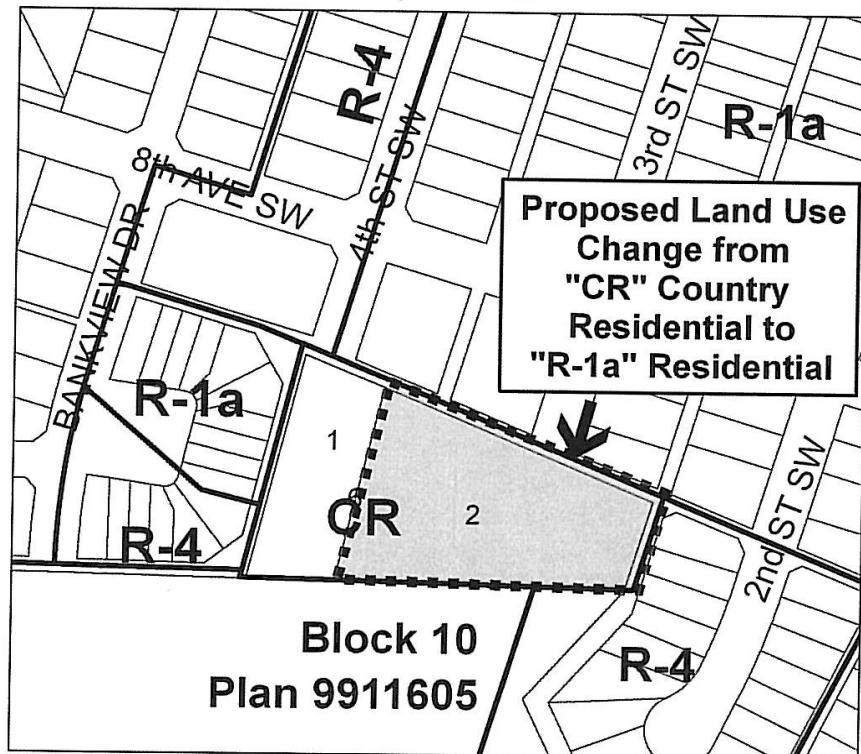 R-4
3rd ST SW
R-1a
8th AVE SW
4th ST SW
Proposed Land Use
Change from
"CR" Country
Residential to
"R-1a" Residential
BANKVIEW DR
R-1a
1
CR
2
2nd ST SW
R-4
Block 10
Plan 9911605
R-4